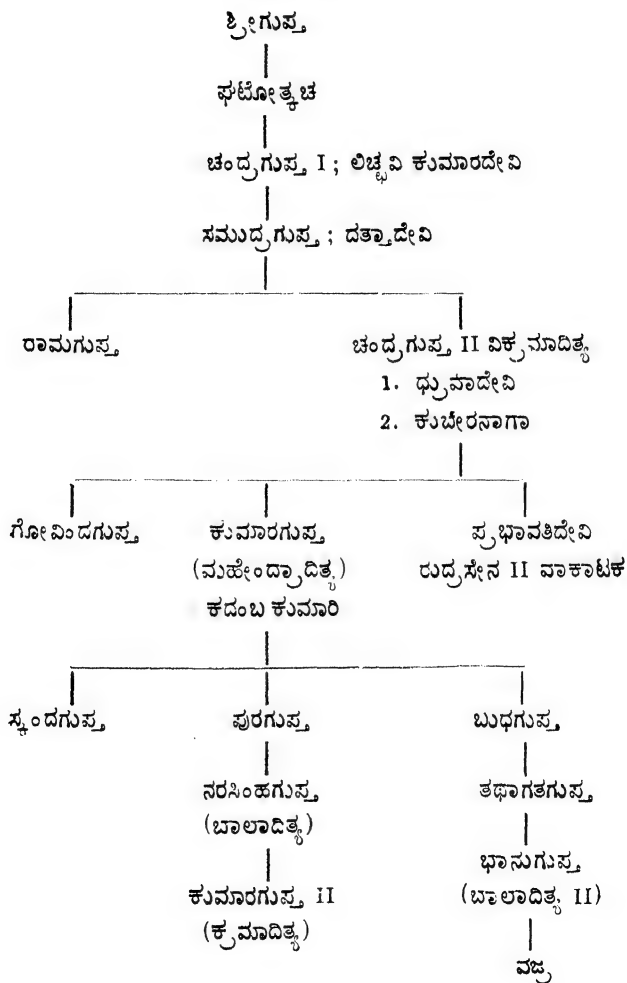 ಶ್ರೀಗುಪ್ತ
ಘಟೋತ್ಕಚ
ಚಂದ್ರಗುಪ್ತ I ; ಲಿಚ್ಛವಿ ಕುಮಾರದೇವಿ
ಸಮುದ್ರಗುಪ್ತ ; ದತ್ತಾದೇವಿ
ರಾಮಗುಪ್ತ ಚಂದ್ರಗುಪ್ತ II ವಿಕ್ರಮಾದಿತ್ಯ
1. ಧ್ರುವಾದೇವಿ
2. ಕುಬೇರನಾಗಾ
ಗೋವಿಂದಗುಪ್ತ ಕುಮಾರಗುಪ್ತ ಪ್ರಭಾವತಿದೇವಿ
(ಮಹೇಂದ್ರಾದಿತ್ಯ) ರುದ್ರಸೇನ II ವಾಕಾಟಕ
ಕದಂಬ ಕುಮಾರಿ
ಸ್ಕಂದಗುಪ್ತ ಪುರಗುಪ್ತ ಬುಧಗುಪ್ತ
ನರಸಿಂಹಗುಪ್ತ ತಥಾಗತಗುಪ್ತ
(ಬಾಲಾದಿತ್ಯ)
ಭಾನುಗುಪ್ತ
ಕುಮಾರಗುಪ್ತ II (ಬಾಲಾದಿತ್ಯ II)
(ಕ್ರಮಾದಿತ್ಯ)
ವಜ್ರ